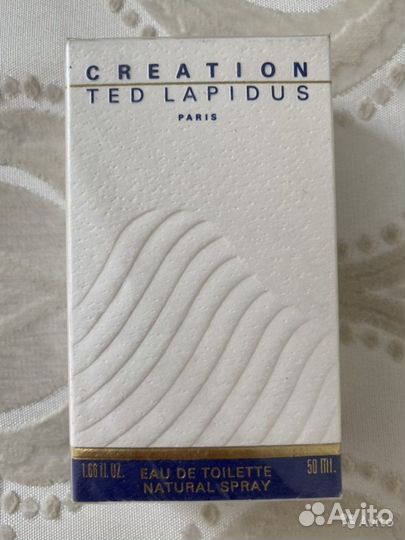 CREATION
TED LAPIDUS
PARIS
1.66 fl. oz. EAU DE TOILETTE 50 ml.
NATURAL SPRAY
Avito